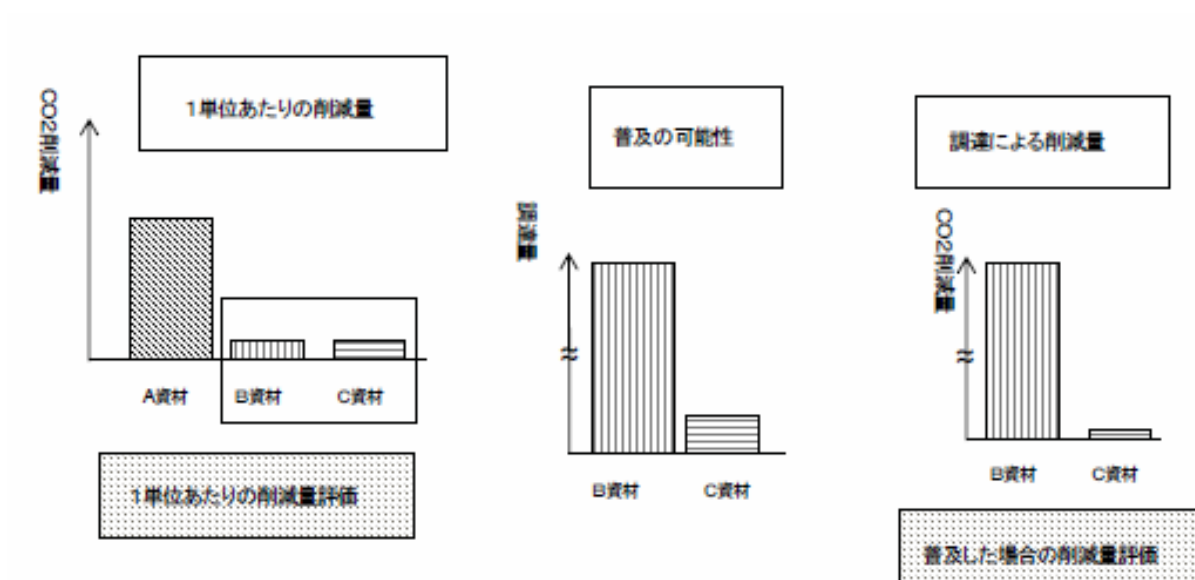 1単位あたりの削減量
CO2削減量
A資材
B資材
C資材
1単位あたりの削減量評価
普及の可能性
調達量
≈
B資材
C資材
調達による削減量
CO2削減量
≈
B資材
C資材
普及した場合の削減量評価